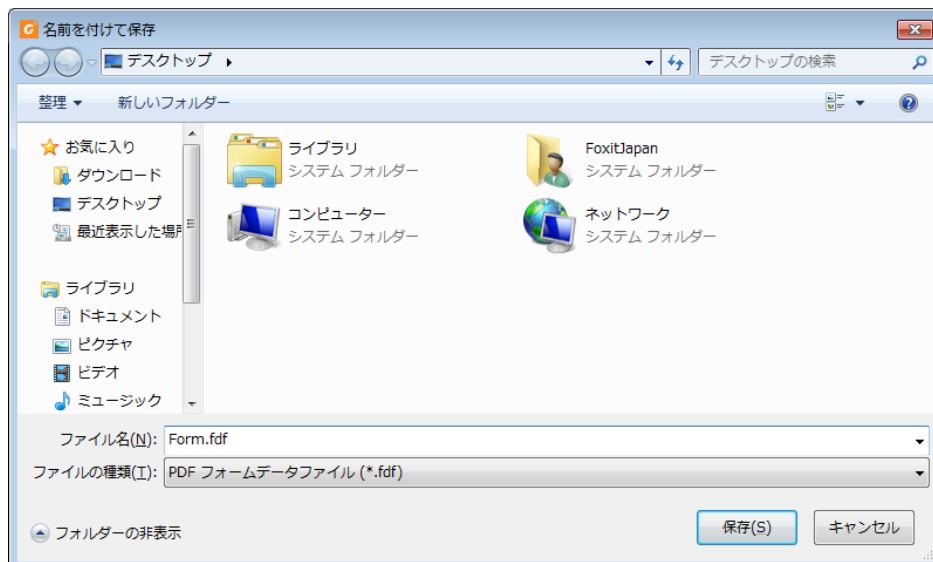 名前を付けて保存
デスクトップ
デスクトップの検索
整理
新しいフォルダー
お気に入り
ダウンロード
デスクトップ
最近表示した場所
ライブラリ
ドキュメント
ピクチャ
ビデオ
ミュージック
ライブラリ
システム フォルダー
FoxitJapan
システム フォルダー
コンピューター
システム フォルダー
ネットワーク
システム フォルダー
ファイル名(N): Form.fdf
ファイルの種類(T): PDF フォームデータファイル (*.fdf)
フォルダーの非表示
保存(S)
キャンセル